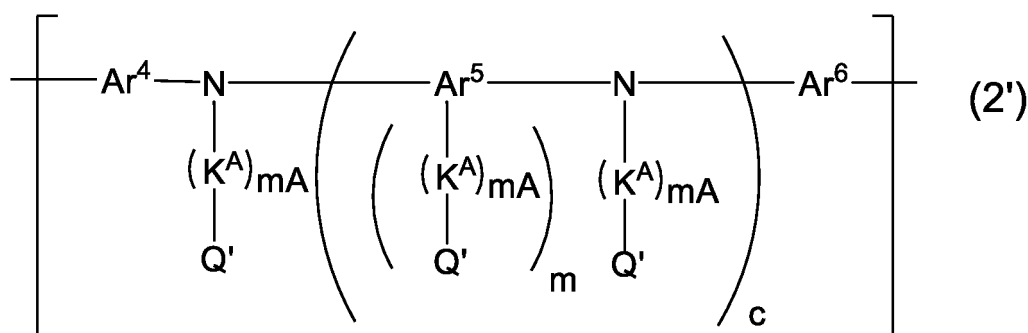 Ar⁴ N Ar⁵ N Ar⁶ (2')
(Kᴬ)mA (Kᴬ)mA (Kᴬ)mA
Q' Q' Q'
m
c